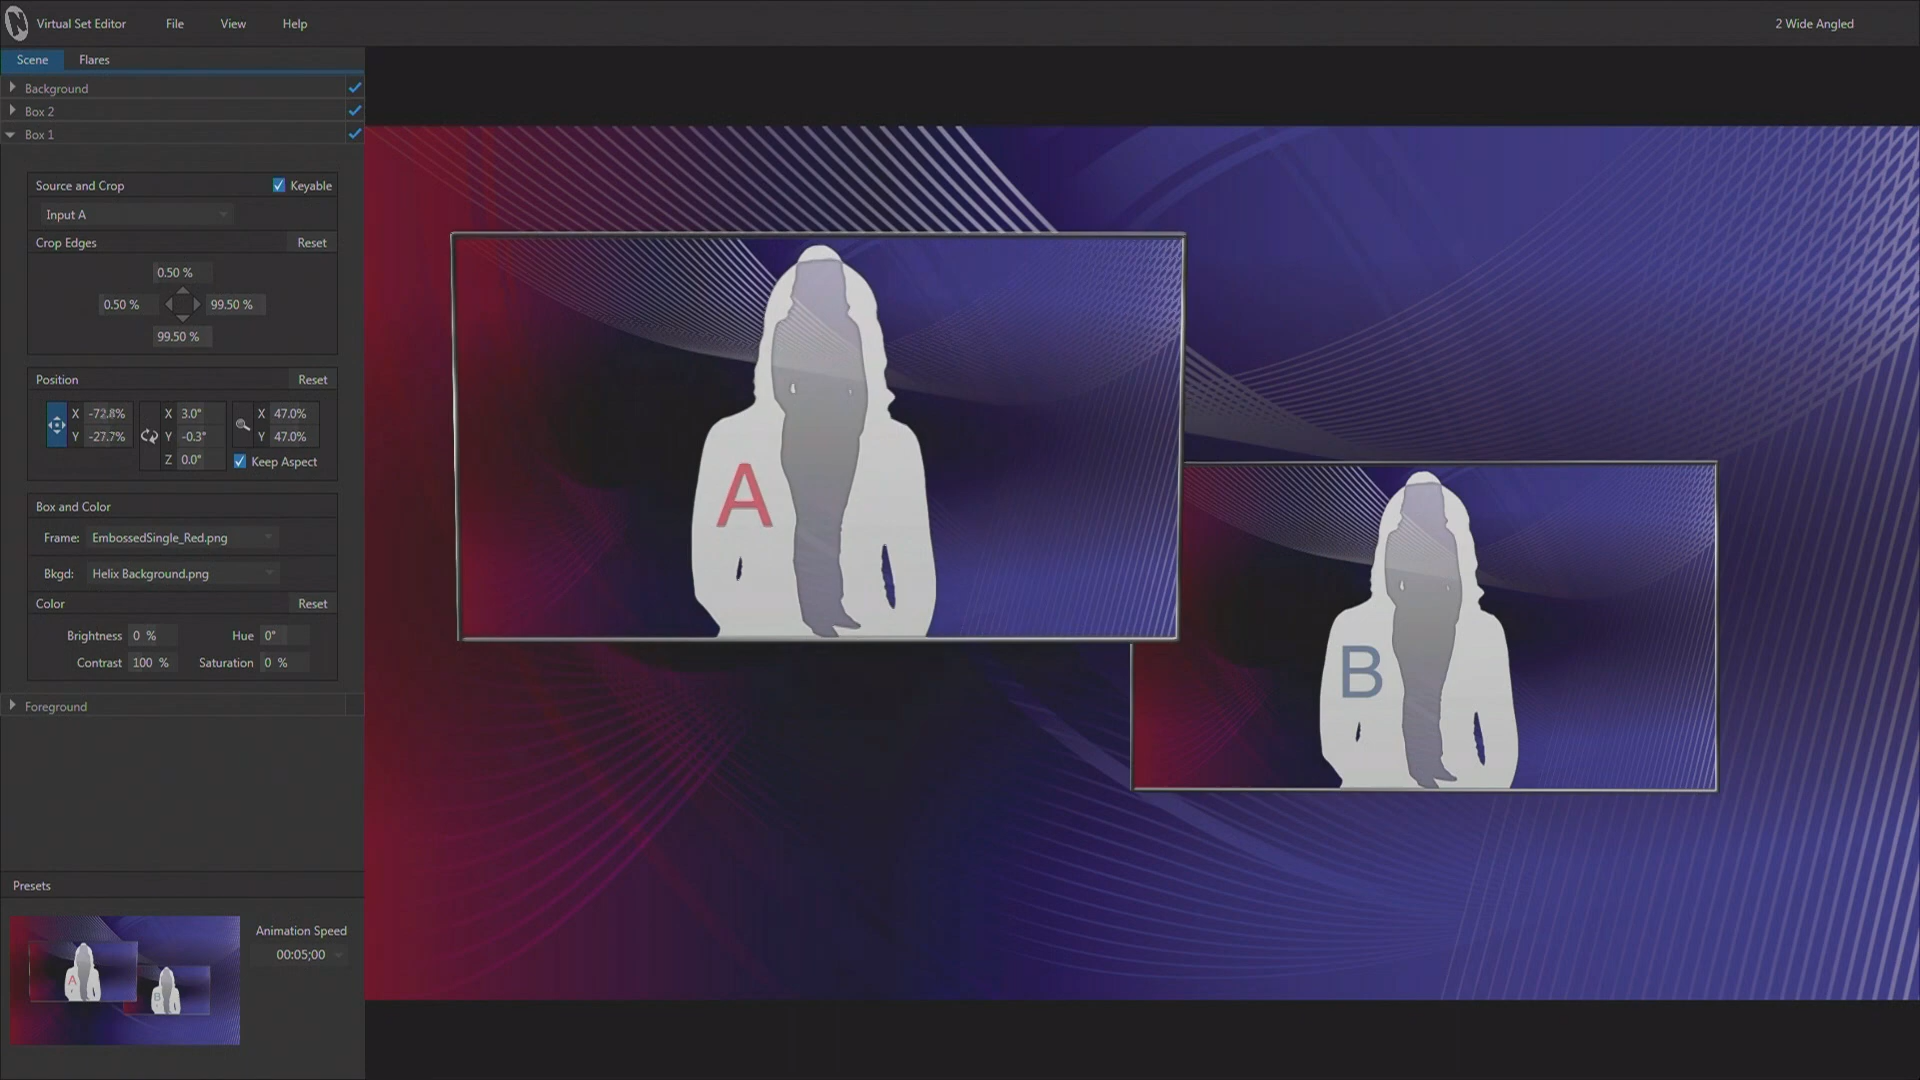 Virtual Set Editor File View Help 2 Wide Angled
Scene Flares
Background
Box 2
Box 1
Source and Crop Keyable
Input A
Crop Edges Reset
0.50 %
0.50 % 99.50 %
99.50 %
Position Reset
X -72.8% X 3.0° X 47.0%
Y -27.7% Y -0.3° Y 47.0%
Z 0.0° Keep Aspect
Box and Color
Frame: EmbossedSingle_Red.png
Bkgd: Helix Background.png
Color Reset
Brightness 0 % Hue 0°
Contrast 100 % Saturation 0 %
Foreground
A
B
Presets
Animation Speed
00:05;00
A
B